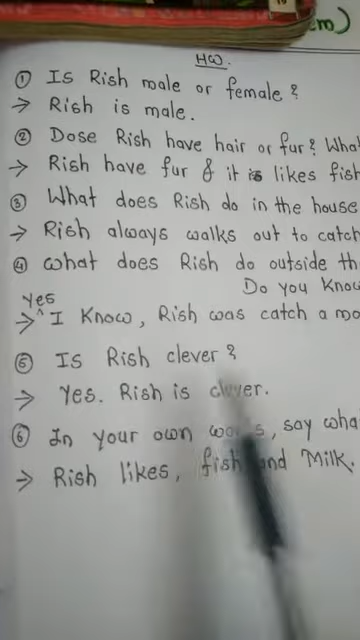 cm)
HW.
① Is Rish male or female?
→ Rish is male.
② Dose Rish have hair or fur? What
→ Rish have fur & it is likes fish
③ What does Rish do in the house
→ Rish always walks out to catch
④ What does Rish do outside th
Do you Know
Yes
→ ^ I Know, Rish was catch a mo
⑤ Is Rish clever?
→ Yes. Rish is clever.
⑥ In your own words, say wha
→ Rish likes, fish and Milk.